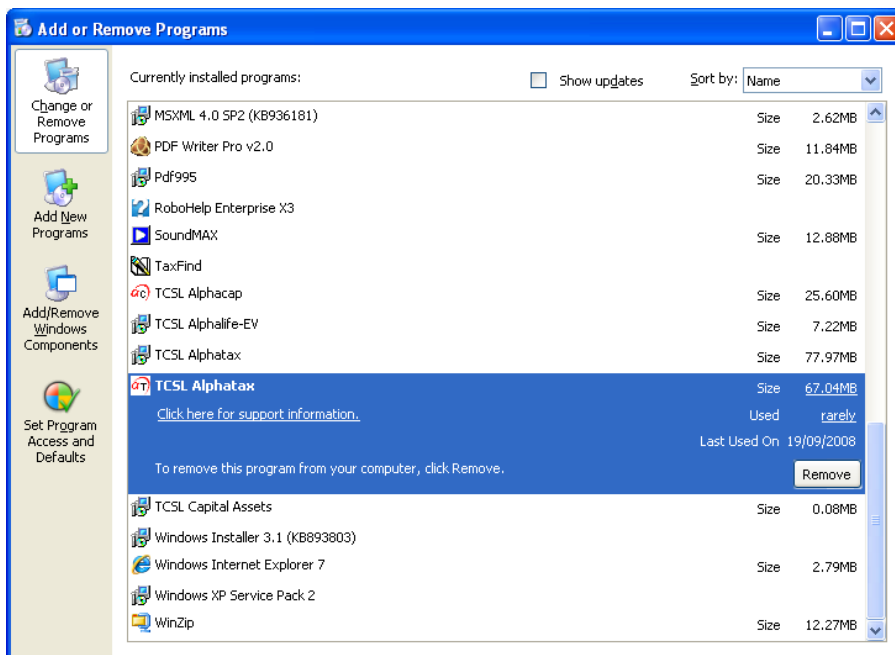 Add or Remove Programs
Change or
Remove
Programs
Add New
Programs
Add/Remove
Windows
Components
Set Program
Access and
Defaults
Currently installed programs:
Show updates
Sort by: Name
MSXML 4.0 SP2 (KB936181) Size 2.62MB
PDF Writer Pro v2.0 Size 11.84MB
Pdf995 Size 20.33MB
RoboHelp Enterprise X3
SoundMAX Size 12.88MB
TaxFind
TCSL Alphacap Size 25.60MB
TCSL Alphalife-EV Size 7.22MB
TCSL Alphatax Size 77.97MB
TCSL Alphatax Size 67.04MB
Click here for support information. Used rarely
Last Used On 19/09/2008
To remove this program from your computer, click Remove. Remove
TCSL Capital Assets Size 0.08MB
Windows Installer 3.1 (KB893803)
Windows Internet Explorer 7 Size 2.79MB
Windows XP Service Pack 2
WinZip Size 12.27MB